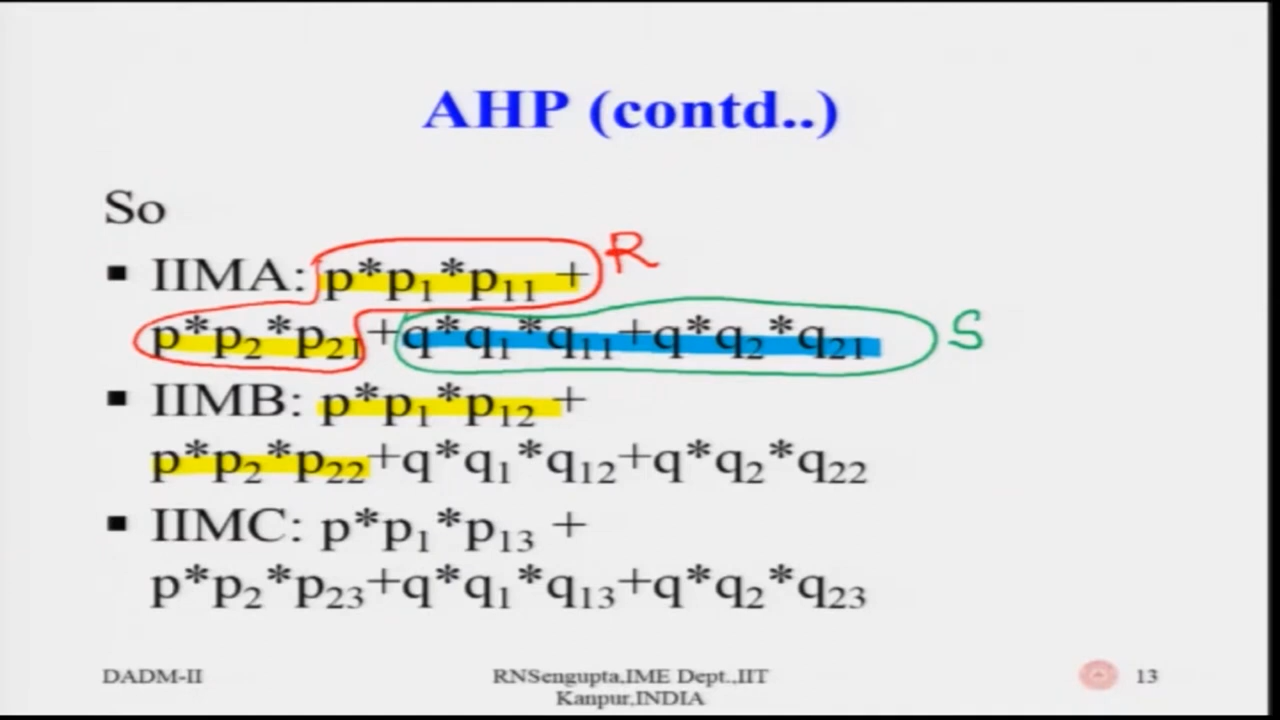 AHP (contd..)
So
▪ IIMA: p*p₁*p₁₁ + R
p*p₂*p₂₁ +q*q₁*q₁₁+q*q₂*q₂₁ S
▪ IIMB: p*p₁*p₁₂ +
p*p₂*p₂₂+q*q₁*q₁₂+q*q₂*q₂₂
▪ IIMC: p*p₁*p₁₃ +
p*p₂*p₂₃+q*q₁*q₁₃+q*q₂*q₂₃
DADM-II RNSengupta,IME Dept.,IIT 13
Kanpur,INDIA